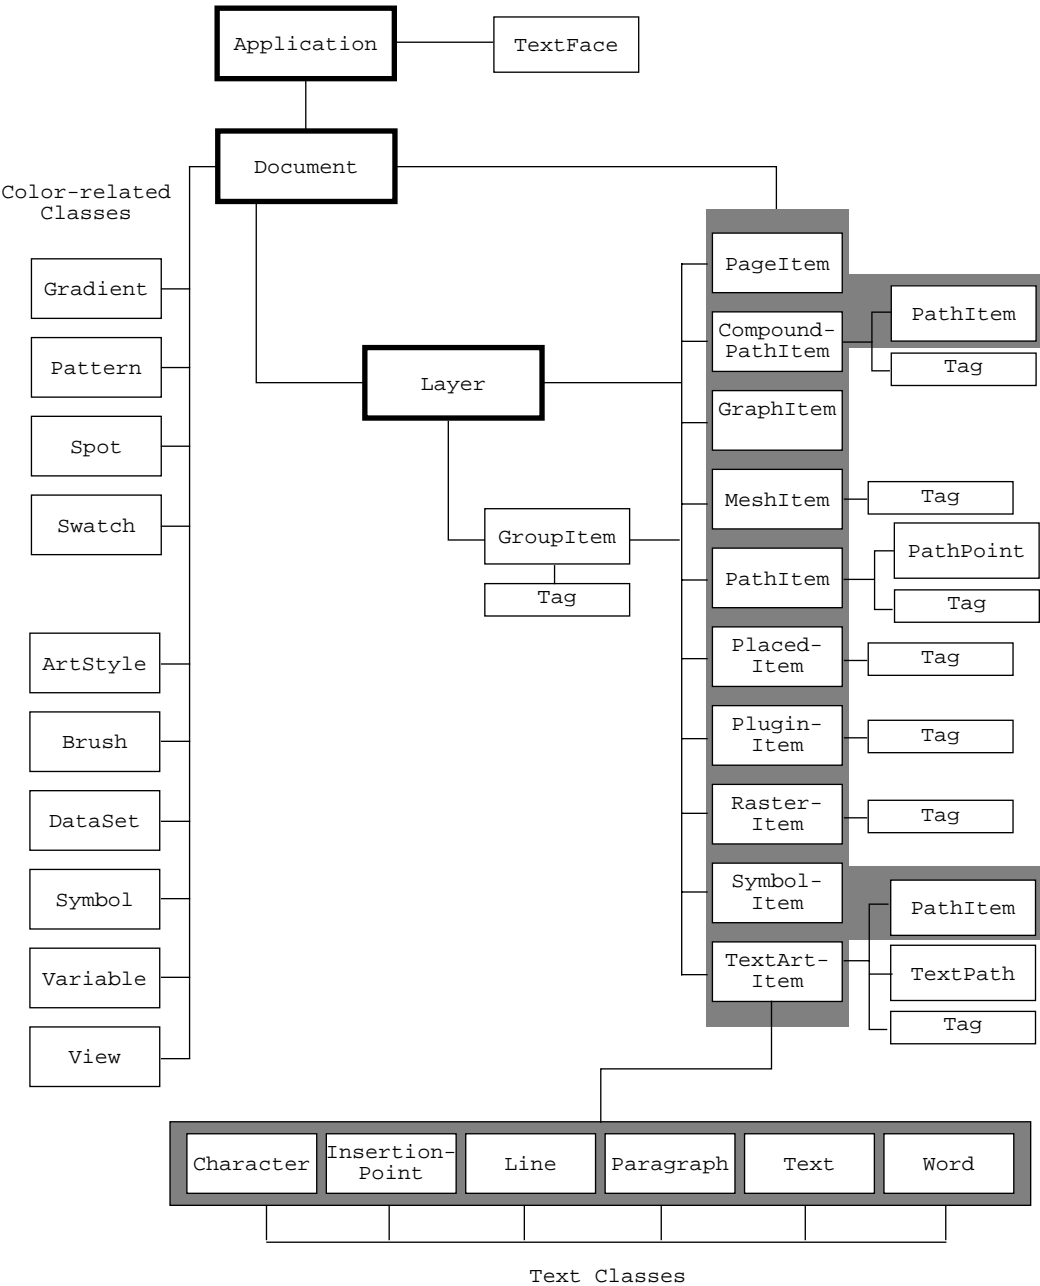 Application
TextFace
Document
Color-related
Classes
Gradient
Pattern
Spot
Swatch
ArtStyle
Brush
DataSet
Symbol
Variable
View
Layer
GroupItem
Tag
PageItem
Compound-
PathItem
PathItem
Tag
GraphItem
MeshItem
Tag
PathItem
PathPoint
Tag
Placed-
Item
Tag
Plugin-
Item
Tag
Raster-
Item
Tag
Symbol-
Item
TextArt-
Item
PathItem
TextPath
Tag
Character
Insertion-
Point
Line
Paragraph
Text
Word
Text Classes